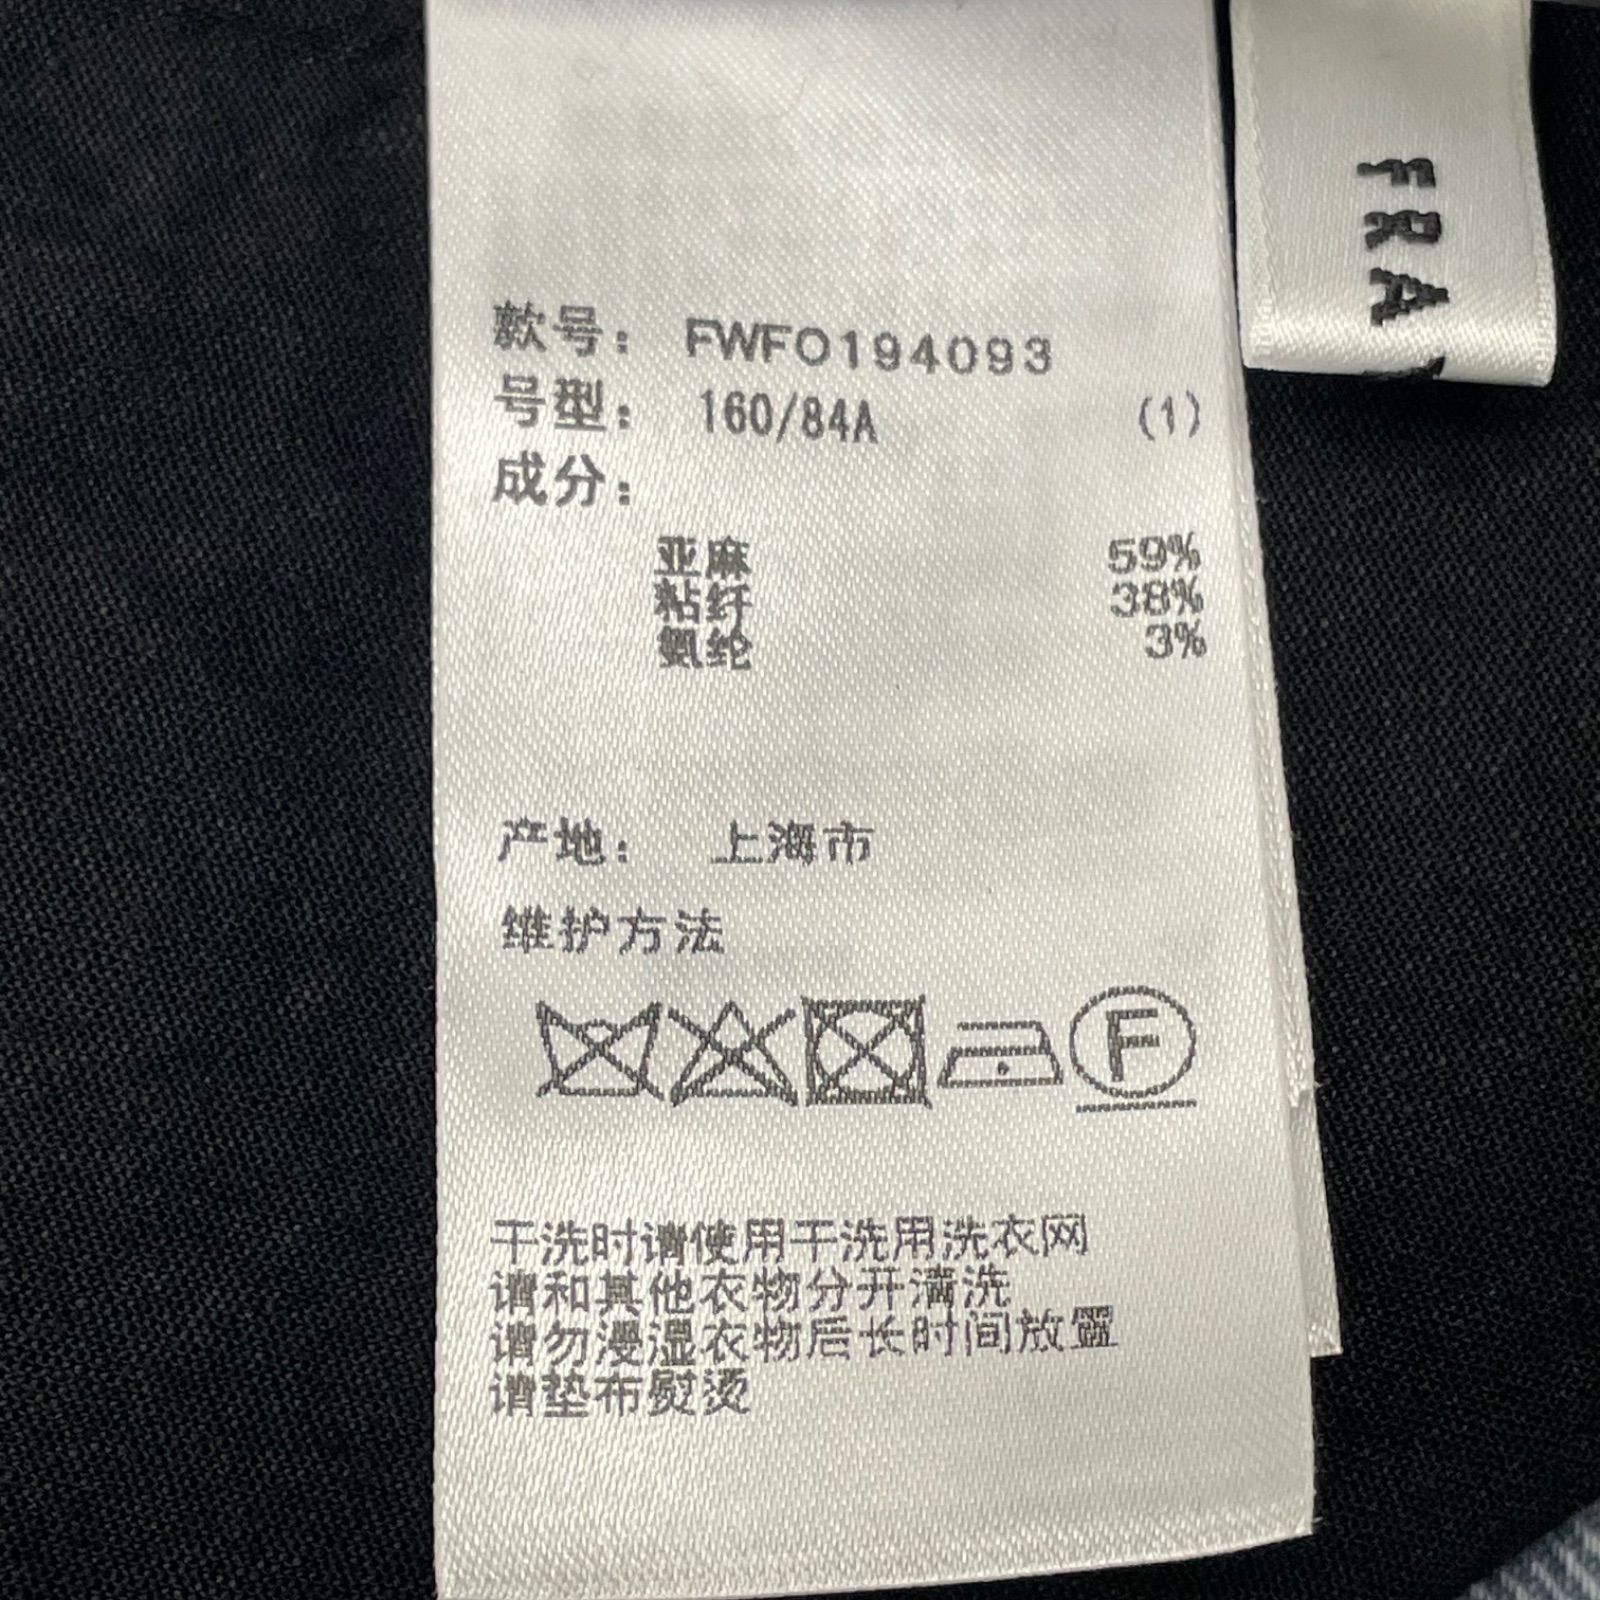 款号： FWFO194093
号型： 160/84A （1）
成分：
亚麻 59%
粘纤 38%
氨纶 3%
产地： 上海市
维护方法
F
干洗时请使用干洗用洗衣网
请和其他衣物分开清洗
请勿浸湿衣物后长时间放置
请垫布熨烫
FRA